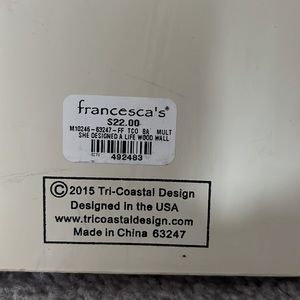 francesca's®
$22.00
M10246-63247-FF TCO BA MULT
SHE DESIGNED A LIFE WOOD WALL
492483
©2015 Tri-Coastal Design
Designed in the USA
www.tricoastaldesign.com
Made in China 63247